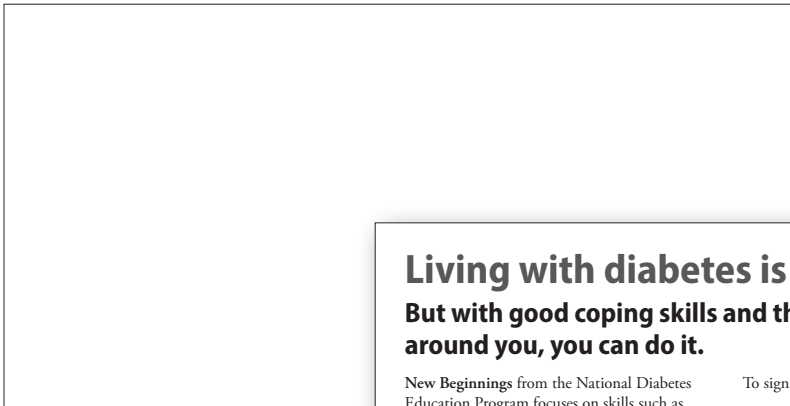 Living with diabetes is
But with good coping skills and th
around you, you can do it.
New Beginnings from the National Diabetes
Education Program focuses on skills such as
To sign